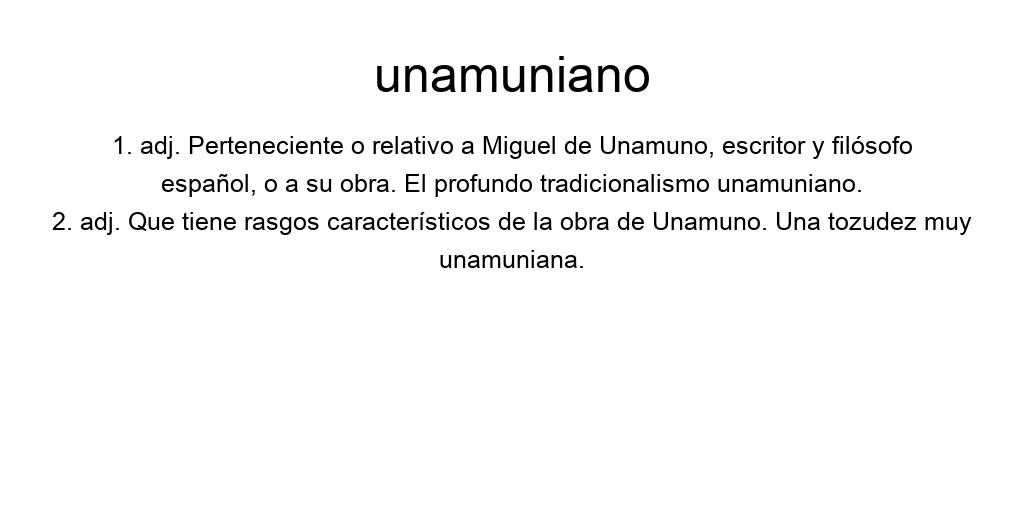 unamuniano
1. adj. Perteneciente o relativo a Miguel de Unamuno, escritor y filósofo
español, o a su obra. El profundo tradicionalismo unamuniano.
2. adj. Que tiene rasgos característicos de la obra de Unamuno. Una tozudez muy
unamuniana.